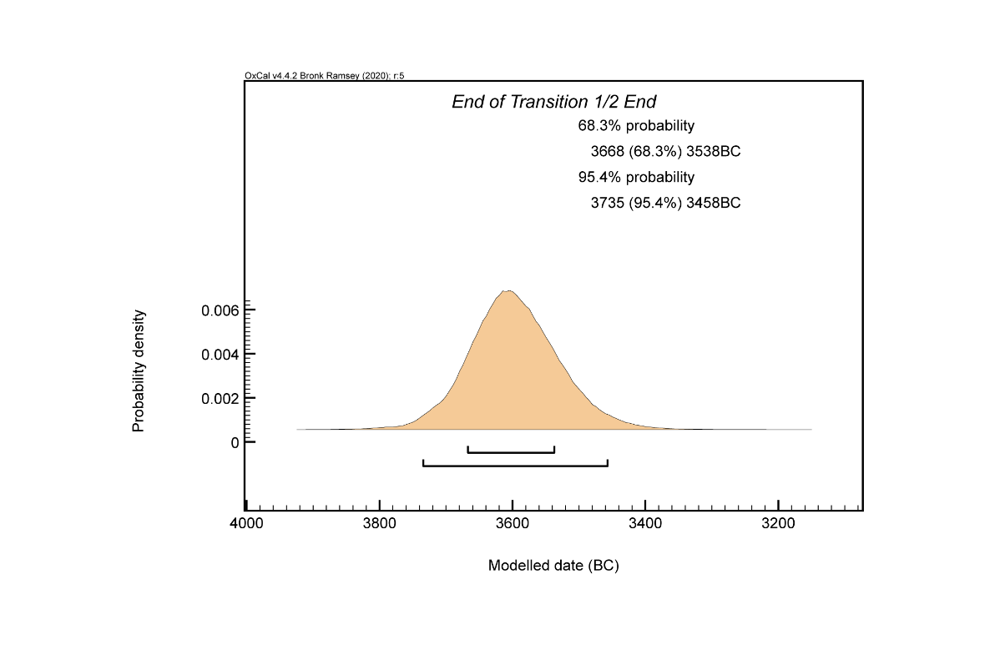 OxCal v4.4.2 Bronk Ramsey (2020); r:5
End of Transition 1/2 End
68.3% probability
3668 (68.3%) 3538BC
95.4% probability
3735 (95.4%) 3458BC
Probability density
0.006
0.004
0.002
0
4000 3800 3600 3400 3200
Modelled date (BC)